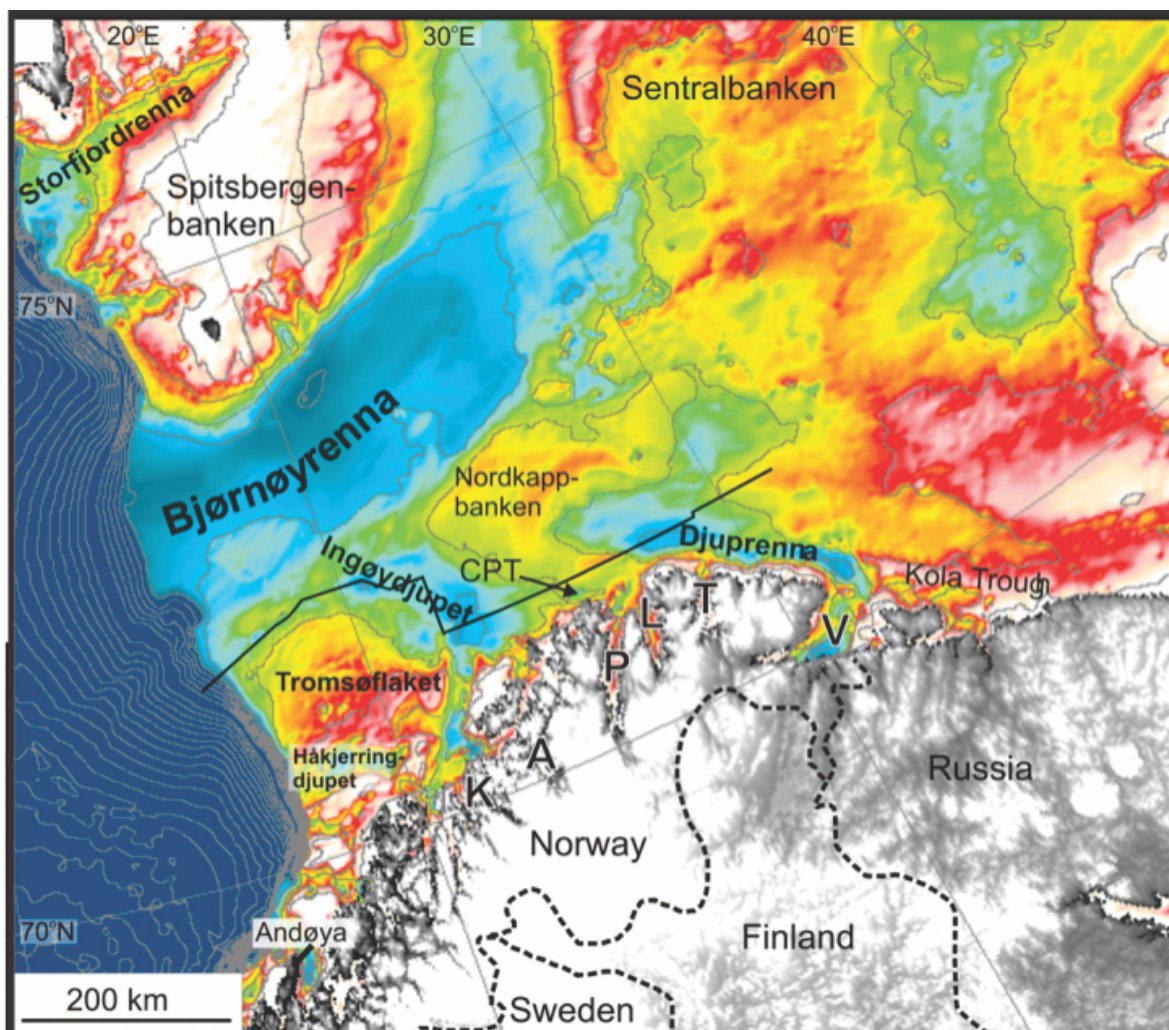 20°E
30°E
40°E
Sentralbanken
Storfjordrenna
Spitsbergen-
banken
75°N
Bjørnøyrenna
Nordkapp-
banken
Ingøydjupet
CPT
Djuprenna
Kola Trough
L
T
V
P
Tromsøflaket
Håkjerring-
djupet
A
K
Russia
Norway
70°N
Andøya
Finland
200 km
Sweden